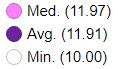 Med. (11.97)
Avg. (11.91)
Min. (10.00)